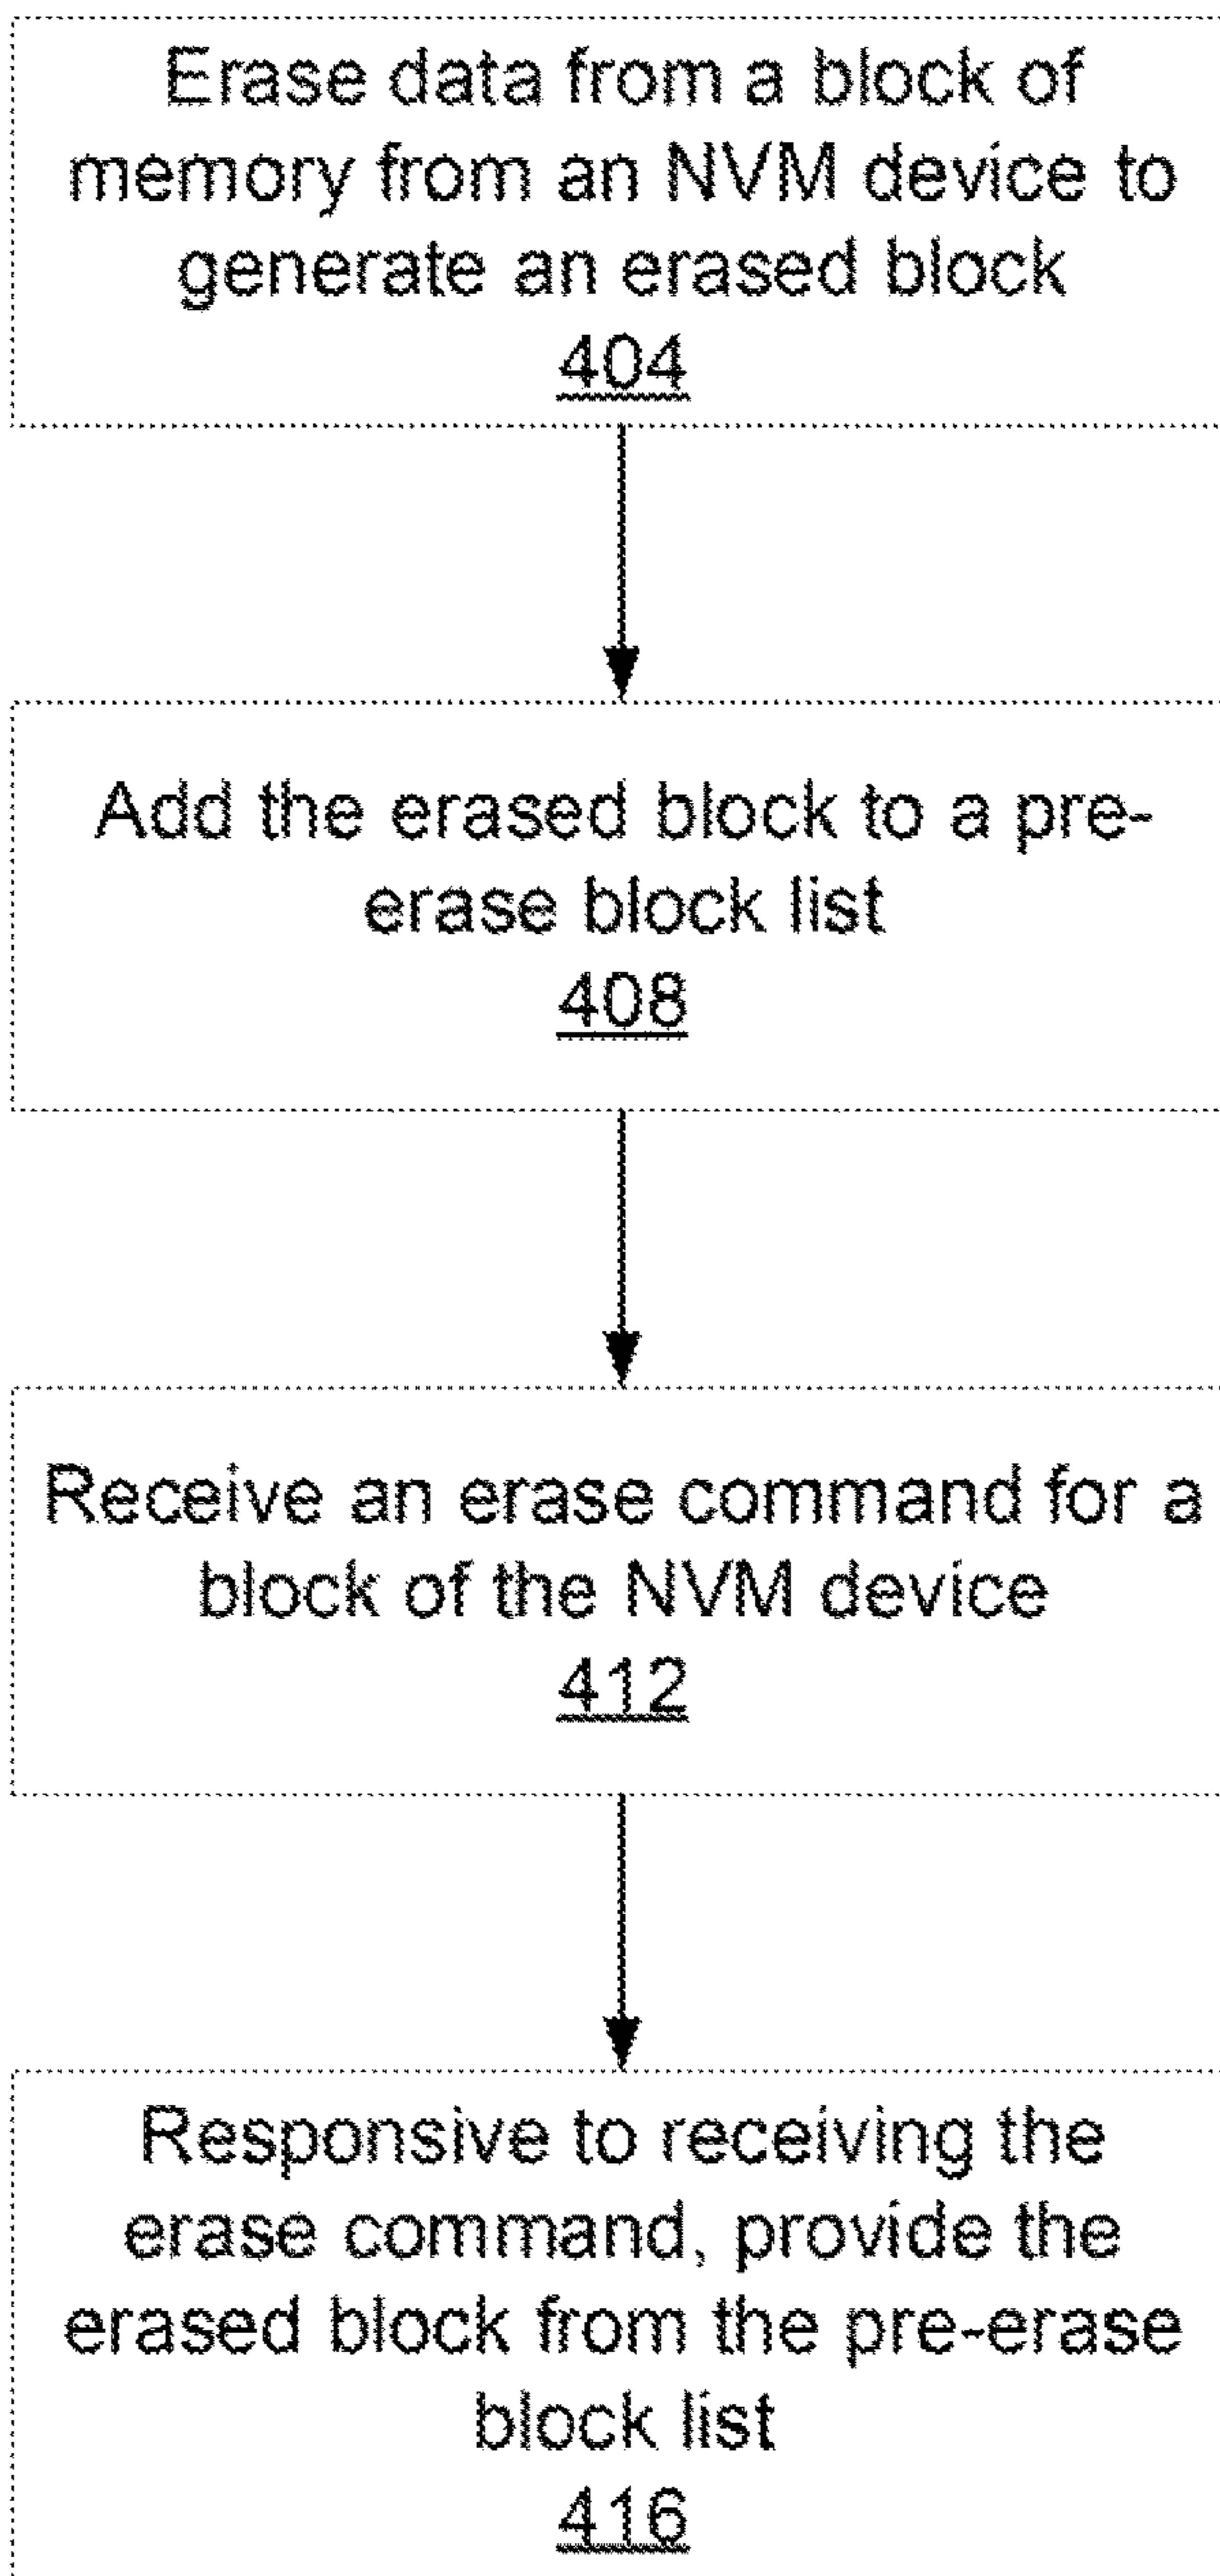 Erase data from a block of
memory from an NVM device to
generate an erased block
404
Add the erased block to a pre-
erase block list
408
Receive an erase command for a
block of the NVM device
412
Responsive to receiving the
erase command, provide the
erased block from the pre-erase
block list
416